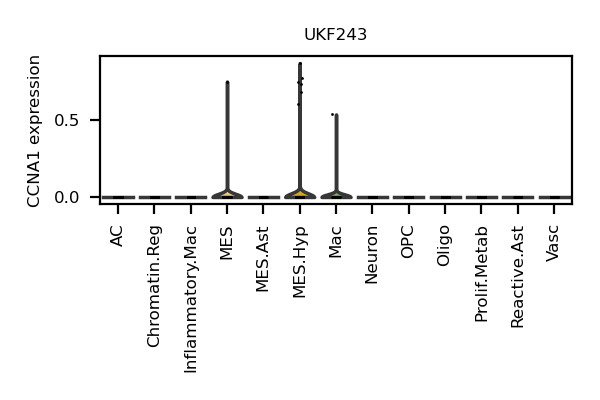 UKF243
CCNA1 expression
0.5
0.0
AC
Chromatin.Reg
Inflammatory.Mac
MES
MES.Ast
MES.Hyp
Mac
Neuron
OPC
Oligo
Prolif.Metab
Reactive.Ast
Vasc